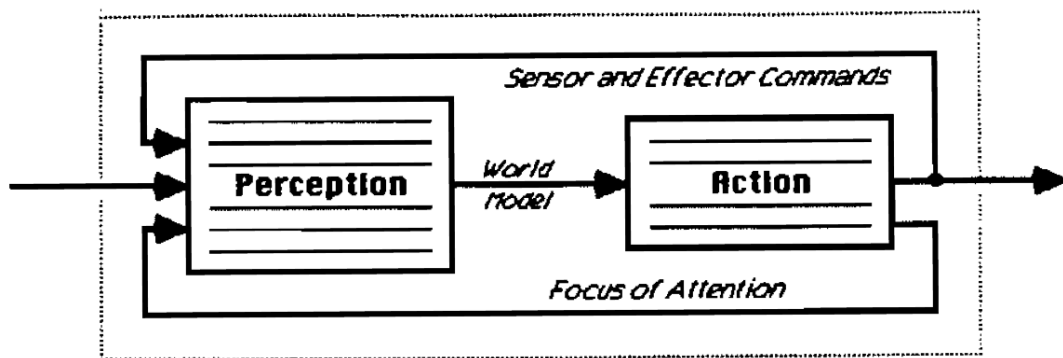 Sensor and Effector Commands
Perception
World
Model
Action
Focus of Attention